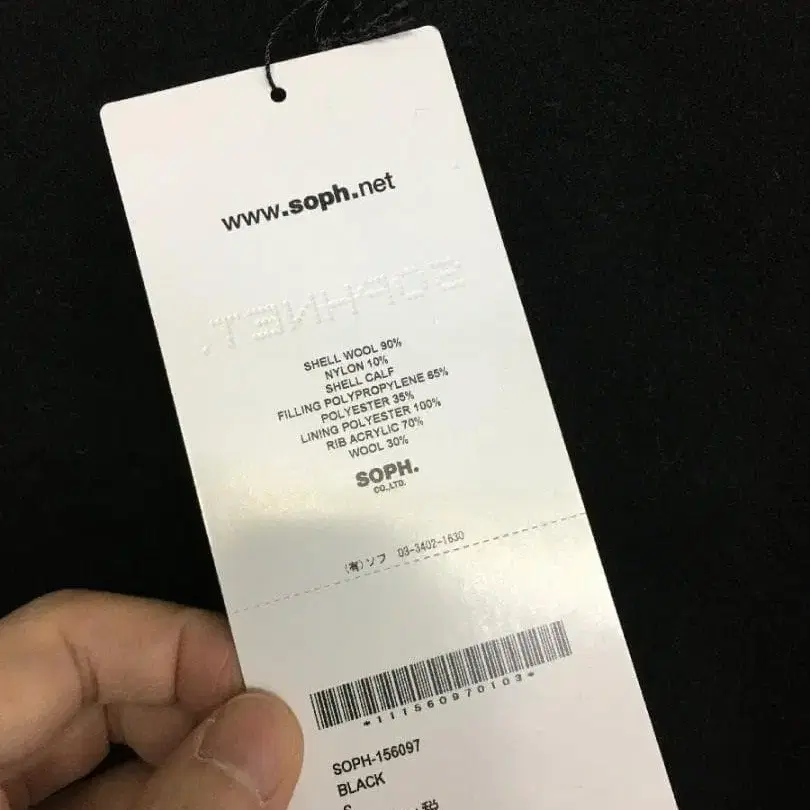 www.soph.net
SOPHNET.
SHELL WOOL 90%
NYLON 10%
SHELL CALF
FILLING POLYPROPYLENE 65%
POLYESTER 35%
LINING POLYESTER 100%
RIB ACRYLIC 70%
WOOL 30%
SOPH.
CO.,LTD.
(有)ソフ 03-3402-1630
*111560970103*
SOPH-156097
BLACK
S
税